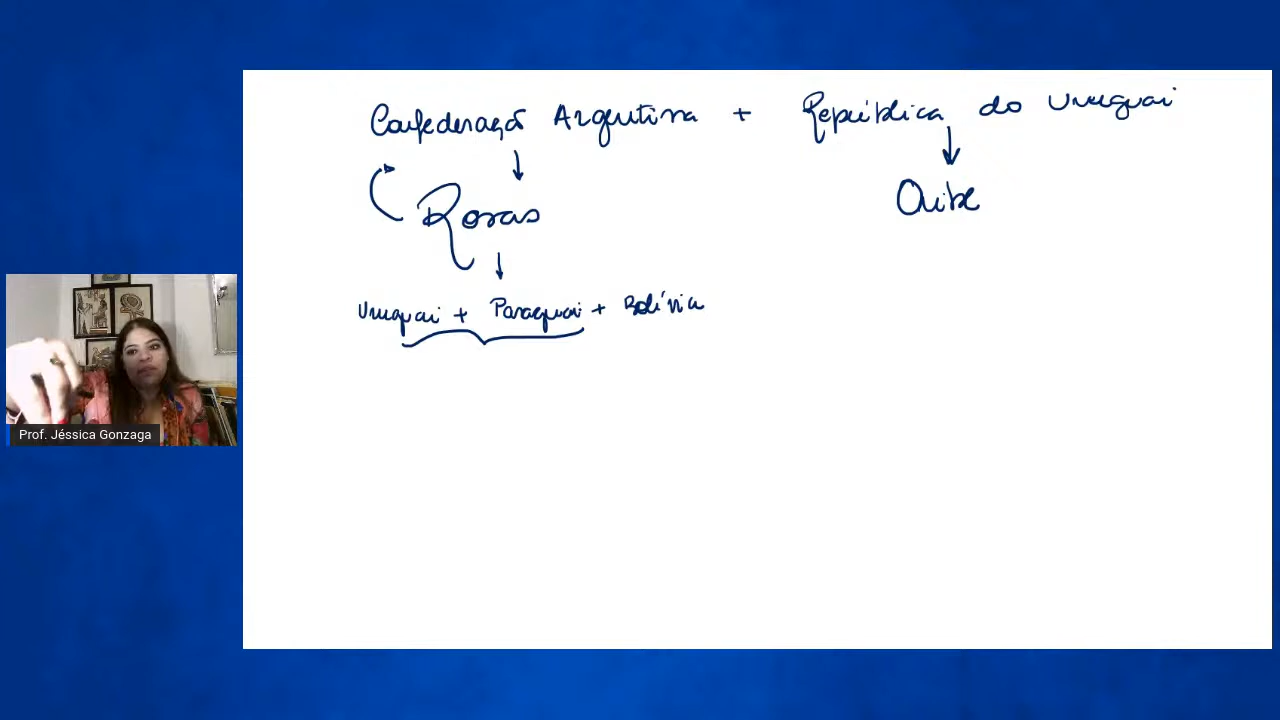 Confederação Argentina + República do Uruguai
Rosas
Oribe
Uruguai + Paraguai + Bolívia
Prof. Jéssica Gonzaga